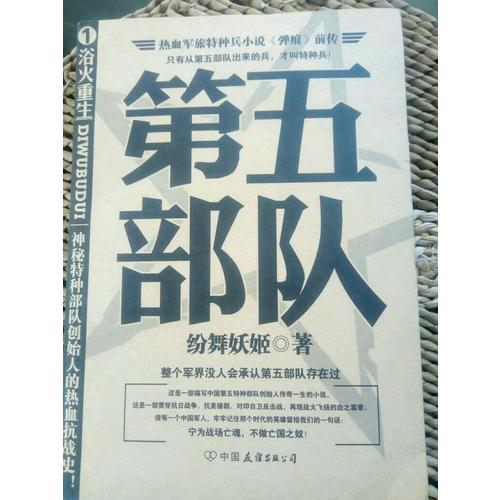 热血军旅特种兵小说《弹痕》前传
只有从第五部队出来的兵，才叫特种兵！
第五
部队
纷舞妖姬◎著
整个军界没人会承认第五部队存在过
这是一部描写中国第五特种部队创始人传奇一生的小说。
这是一部贯穿抗日战争、抗美援朝、对印自卫反击战，再现战火飞扬的血之篇章。
请每一个中国军人，牢牢记住那个时代的英雄留给我们的一句话：
宁为战场亡魂，不做亡国之奴！
中国友谊出版公司
1 浴火重生 DIWUBUDUI 神秘特种部队创始人的热血抗战史！